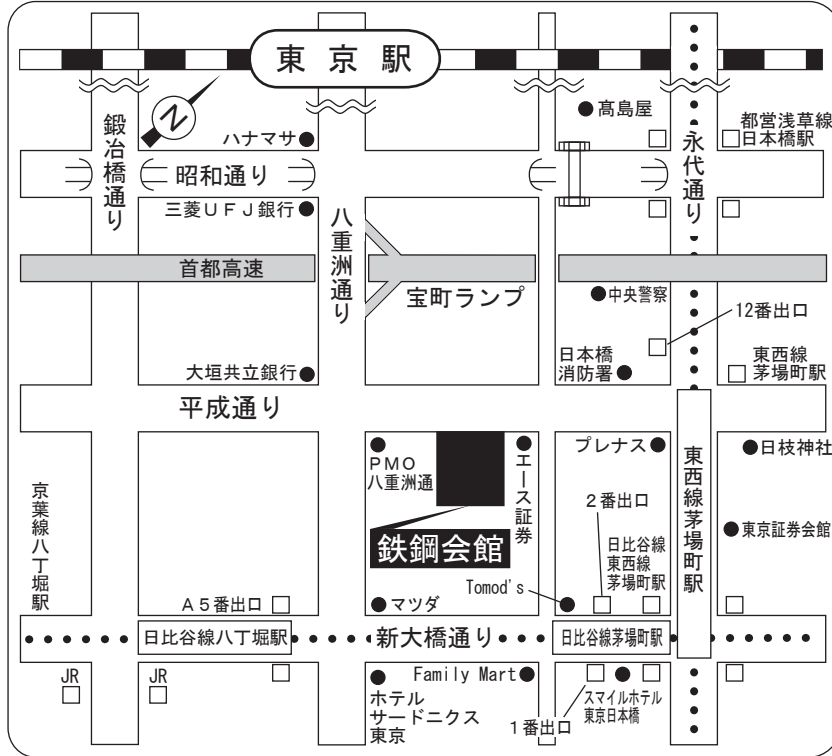 東京駅
鍛冶橋通り
N
ハナマサ
昭和通り
三菱UFJ銀行
八重洲通り
髙島屋
永代通り
都営浅草線
日本橋駅
首都高速
宝町ランプ
中央警察
12番出口
大垣共立銀行
日本橋
消防署
東西線
茅場町駅
平成通り
PMO
八重洲通
エース証券
プレナス
東西線茅場町駅
日枝神社
2番出口
京葉線八丁堀駅
鉄鋼会館
日比谷線
東西線
茅場町駅
東京証券会館
A5番出口
マツダ
Tomod's
日比谷線八丁堀駅
新大橋通り
日比谷線茅場町駅
JR
JR
ホテル
サードニクス
東京
Family Mart
1番出口
スマイルホテル
東京日本橋